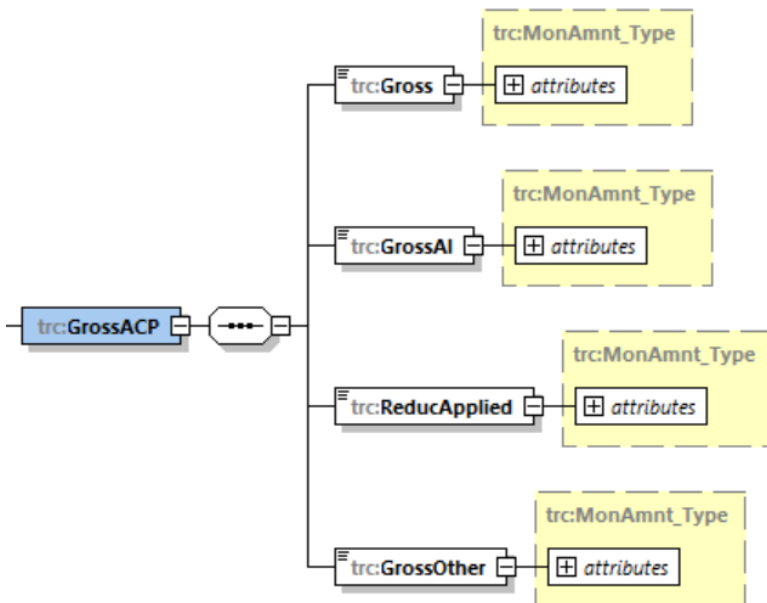 trc:MonAmnt_Type
trc:Gross
attributes
trc:MonAmnt_Type
trc:GrossAI
attributes
trc:GrossACP
trc:MonAmnt_Type
trc:ReducApplied
attributes
trc:MonAmnt_Type
trc:GrossOther
attributes